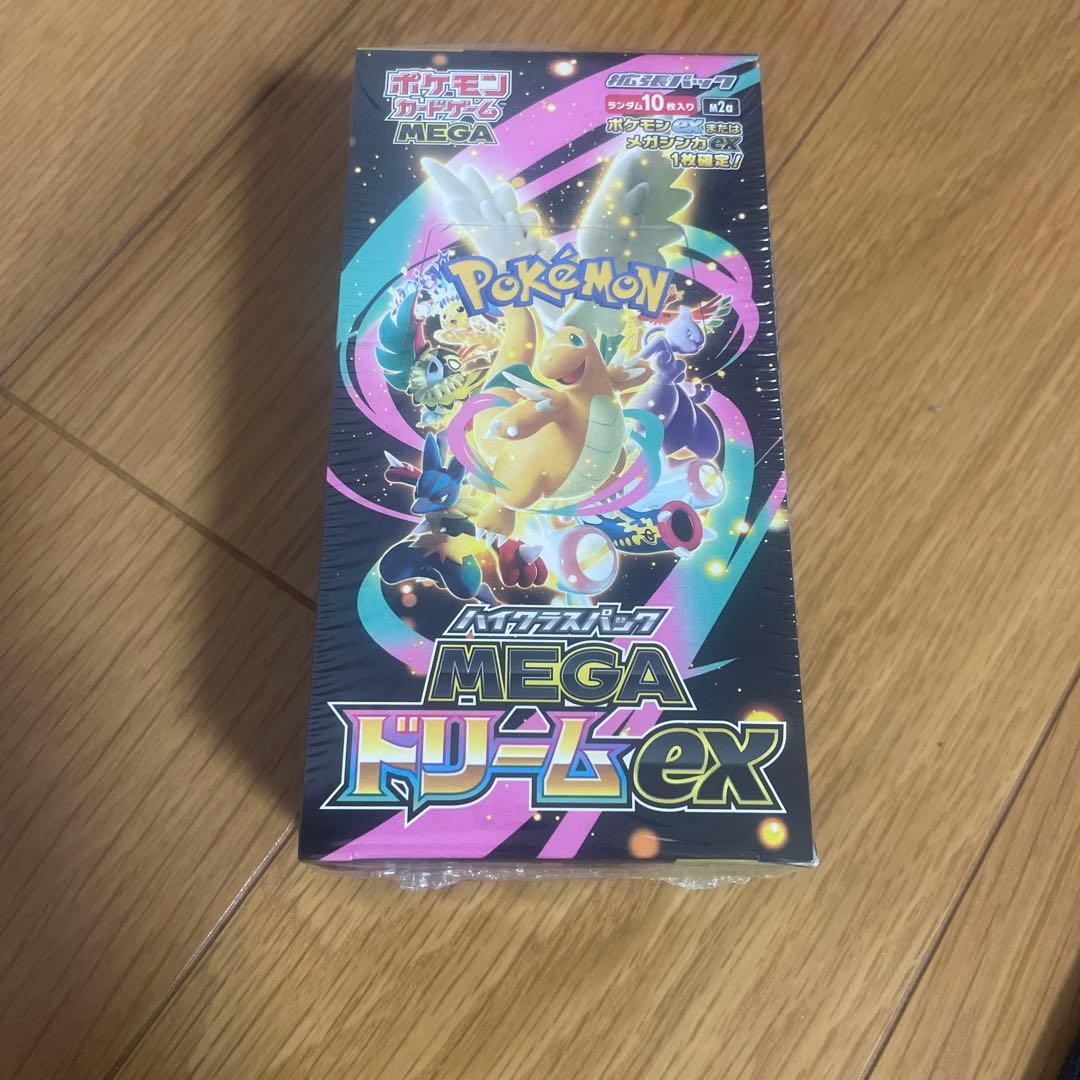 ポケモン
カードゲーム
MEGA
拡張パック
ランダム10枚入り M2a
ポケモンexまたは
メガシンカex
1枚確定!
POKéMON
TM
ハイクラスパック
MEGA
ドリームex